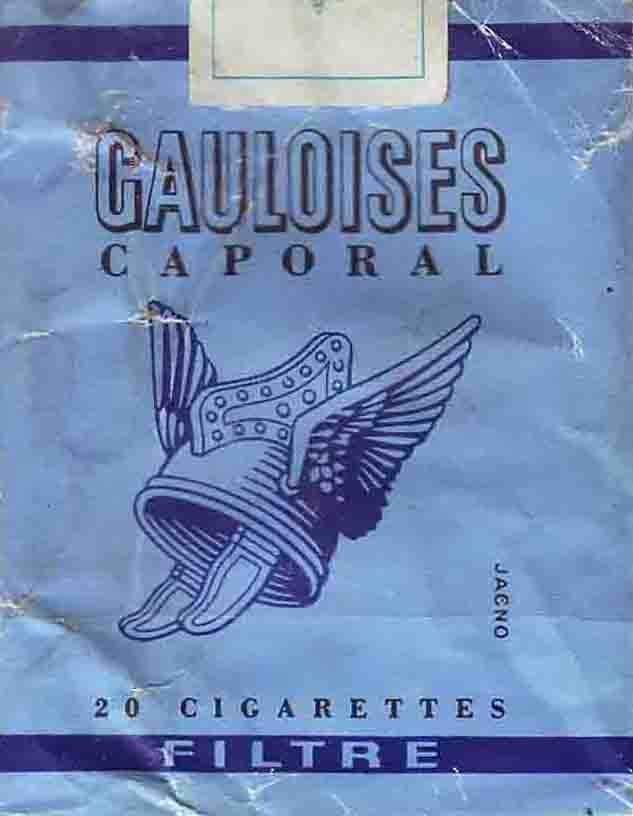 GAULOISES
CAPORAL
JACNO
20 CIGARETTES
FILTRE